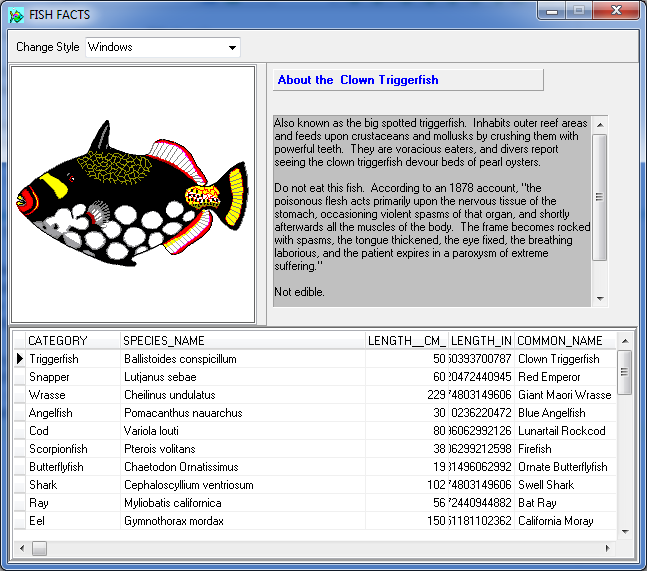 FISH FACTS
Change Style Windows
About the  Clown Triggerfish
Also known as the big spotted triggerfish.  Inhabits outer reef areas
and feeds upon crustaceans and mollusks by crushing them with
powerful teeth.  They are voracious eaters, and divers report
seeing the clown triggerfish devour beds of pearl oysters.
Do not eat this fish.  According to an 1878 account, "the
poisonous flesh acts primarily upon the nervous tissue of the
stomach, occasioning violent spasms of that organ, and shortly
afterwards all the muscles of the body.  The frame becomes rocked
with spasms, the tongue thickened, the eye fixed, the breathing
laborious, and the patient expires in a paroxysm of extreme
suffering."
Not edible.
CATEGORY SPECIES_NAME LENGTH__CM_ LENGTH_IN COMMON_NAME
Triggerfish Ballistoides conspicillum 50 60393700787 Clown Triggerfish
Snapper Lutjanus sebae 60 20472440945 Red Emperor
Wrasse Cheilinus undulatus 229 74803149606 Giant Maori Wrasse
Angelfish Pomacanthus nauarchus 30 0236220472 Blue Angelfish
Cod Variola louti 80 96062992126 Lunartail Rockcod
Scorpionfish Pterois volitans 38 06299212598 Firefish
Butterflyfish Chaetodon Ornatissimus 19 31496062992 Ornate Butterflyfish
Shark Cephaloscyllium ventriosum 102 74803149606 Swell Shark
Ray Myliobatis californica 56 72440944882 Bat Ray
Eel Gymnothorax mordax 150 51181102362 California Moray